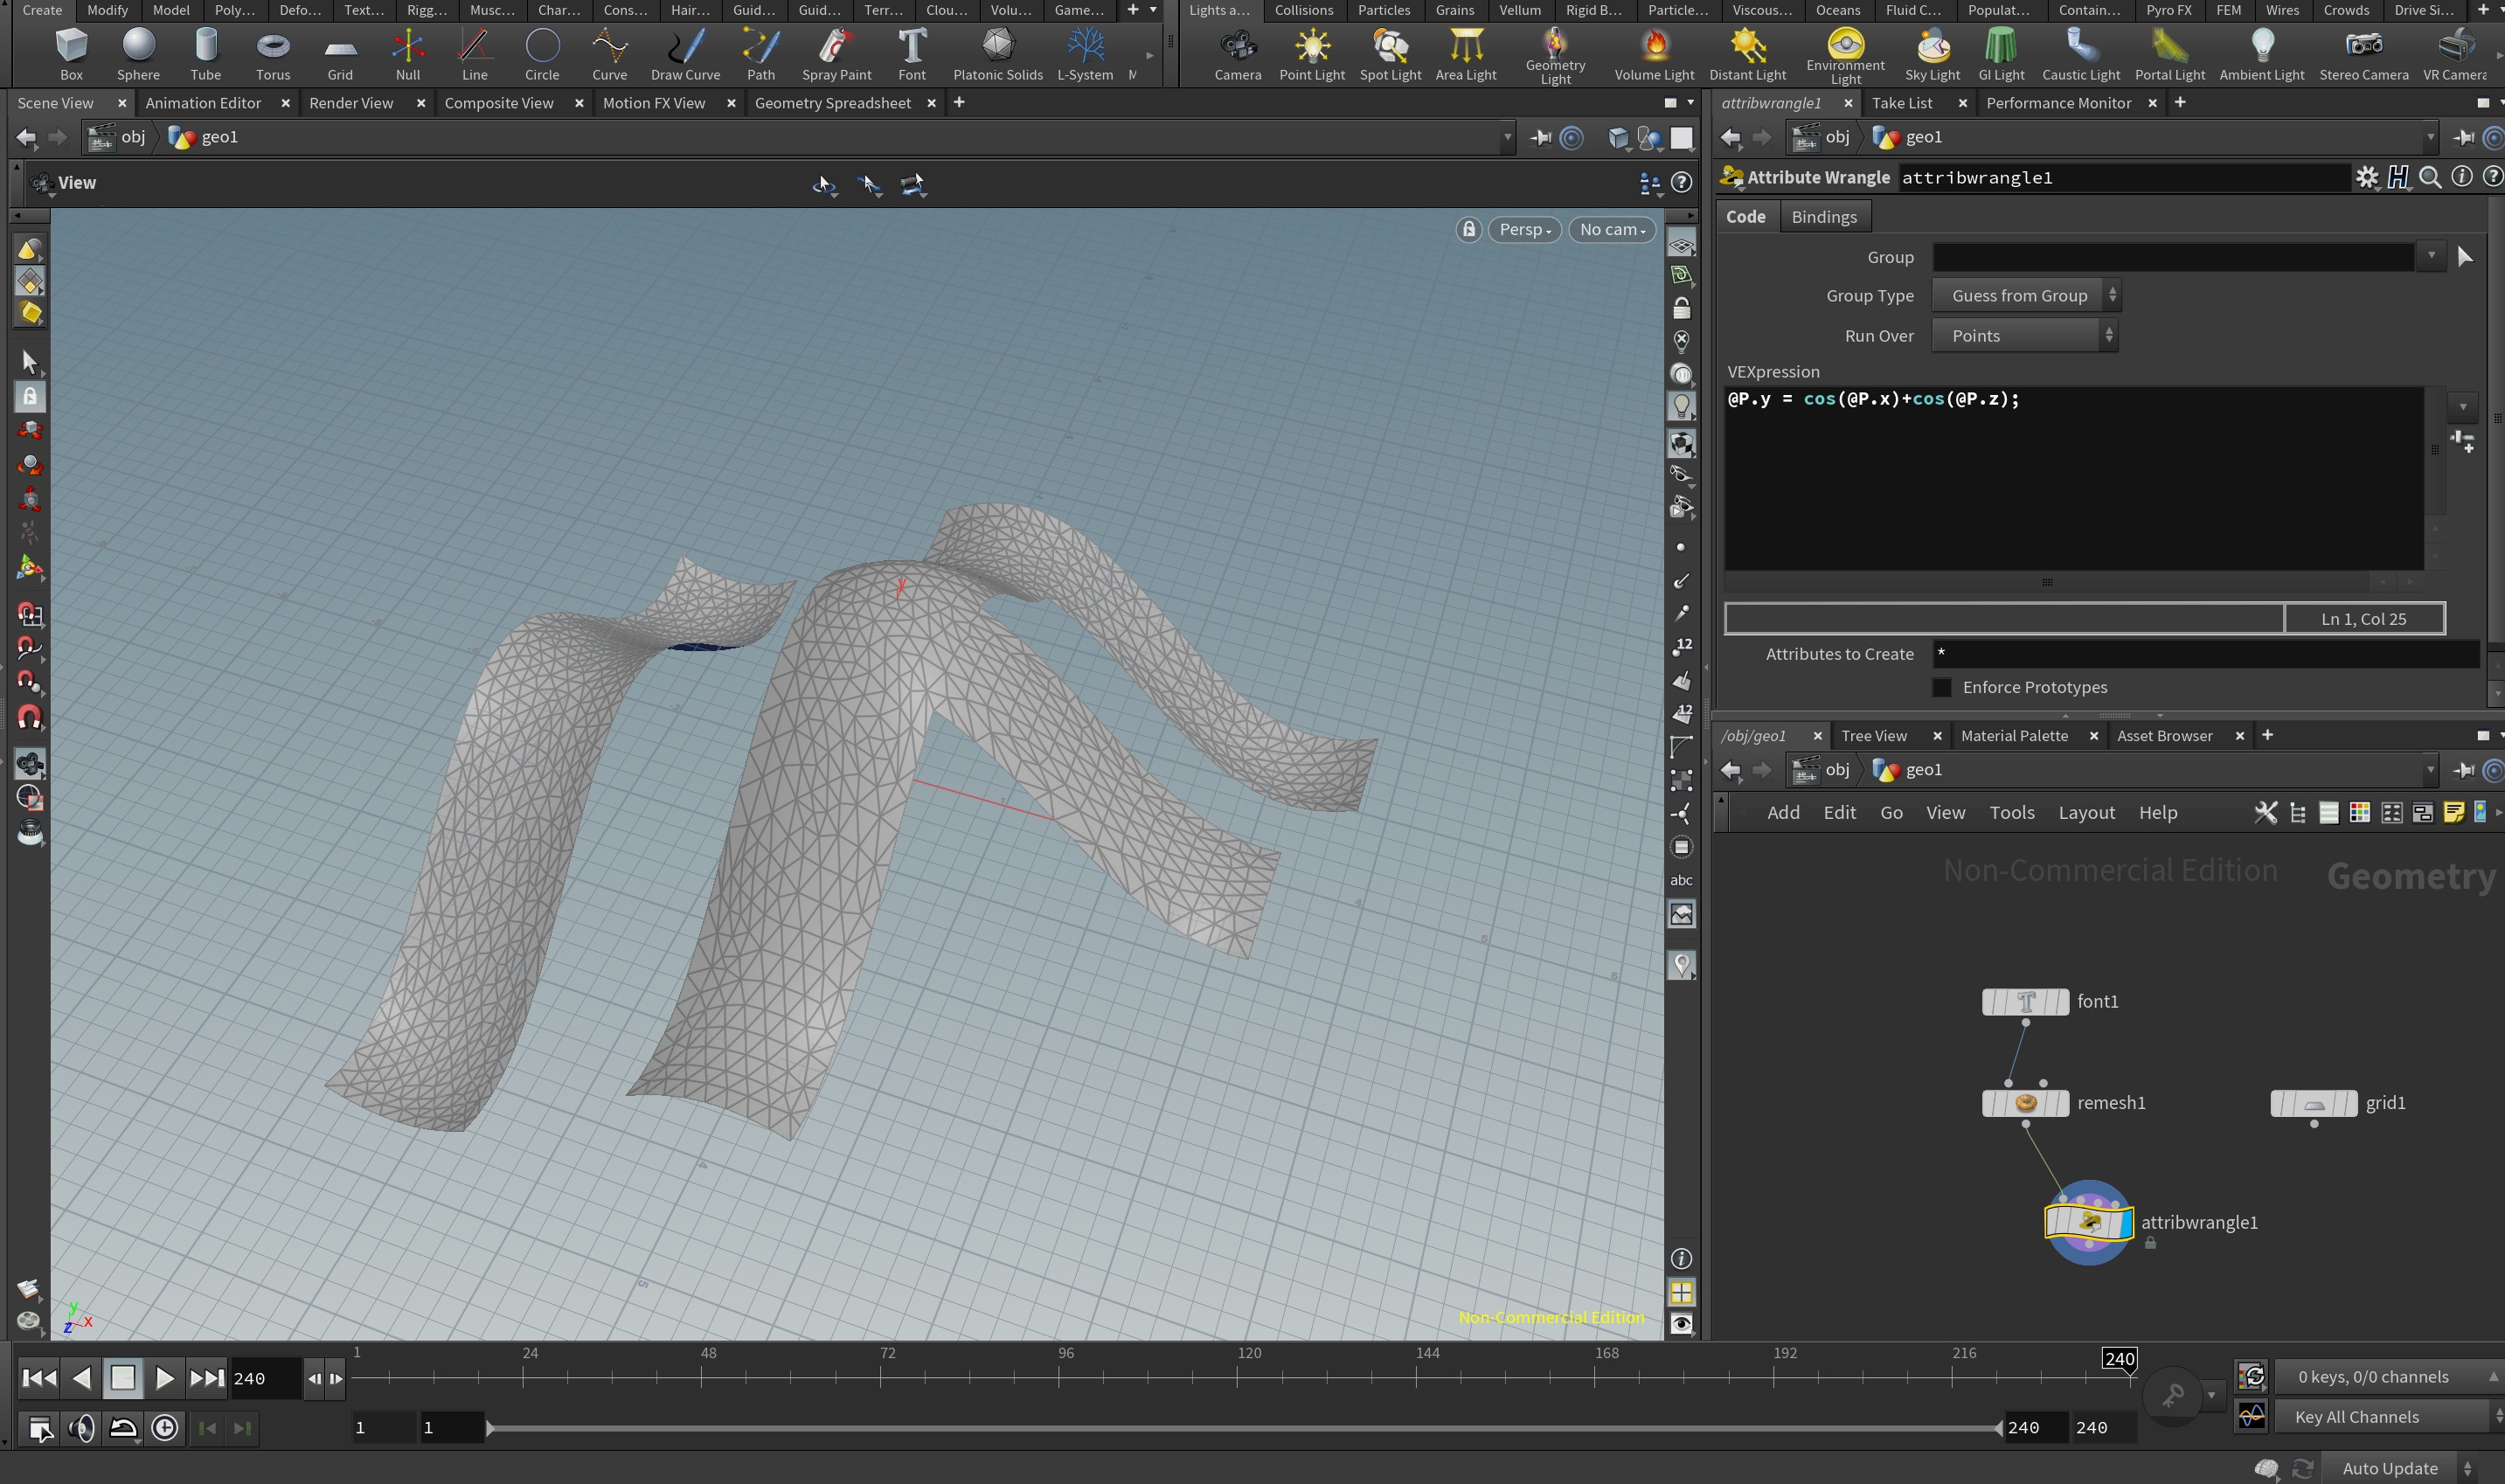 Create Modify Model Poly... Defo... Text... Rigg... Musc... Char... Cons... Hair... Guid... Guid... Terr... Clou... Volu... Game...
Lights a... Collisions Particles Grains Vellum Rigid B... Particle... Viscous... Oceans Fluid C... Populat... Contain... Pyro FX FEM Wires Crowds Drive Si...
Box Sphere Tube Torus Grid Null Line Circle Curve Draw Curve Path Spray Paint Font Platonic Solids L-System M
Camera Point Light Spot Light Area Light Geometry Light Volume Light Distant Light Environment Light Sky Light GI Light Caustic Light Portal Light Ambient Light Stereo Camera VR Camera
Scene View Animation Editor Render View Composite View Motion FX View Geometry Spreadsheet
obj geo1
View
Persp No cam
y
12
12
abc
Non-Commercial Edition
y
z x
attribwrangle1 Take List Performance Monitor
obj geo1
Attribute Wrangle attribwrangle1
Code Bindings
Group
Group Type Guess from Group
Run Over Points
VEXpression
@P.y = cos(@P.x)+cos(@P.z);
Ln 1, Col 25
Attributes to Create *
Enforce Prototypes
/obj/geo1 Tree View Material Palette Asset Browser
obj geo1
Add Edit Go View Tools Layout Help
Non-Commercial Edition Geometry
font1
remesh1 grid1
attribwrangle1
240 1 24 48 72 96 120 144 168 192 216 240
0 keys, 0/0 channels
1 1 240 240
Key All Channels
Auto Update